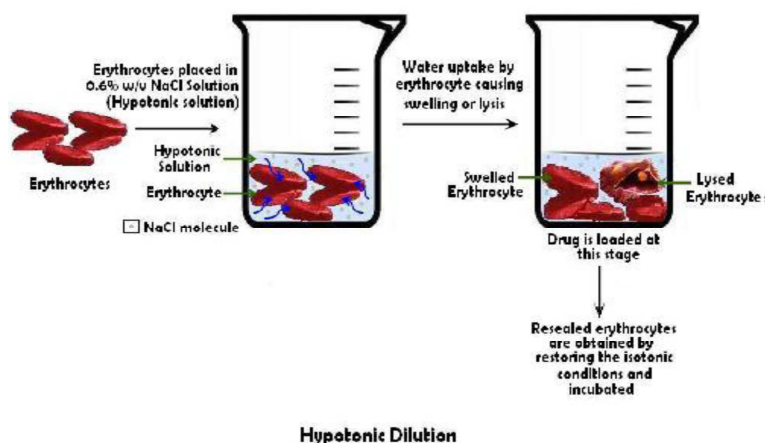 Erythrocytes placed in
0.6% w/v NaCl Solution
(Hypotonic solution)
Erythrocytes
Hypotonic
Solution
Erythrocyte
NaCl molecule
Water uptake by
erythrocyte causing
swelling or lysis
Swelled
Erythrocyte
Lysed
Erythrocytes
Drug is loaded at
this stage
Resealed erythrocytes
are obtained by
restoring the isotonic
conditions and
incubated
Hypotonic Dilution